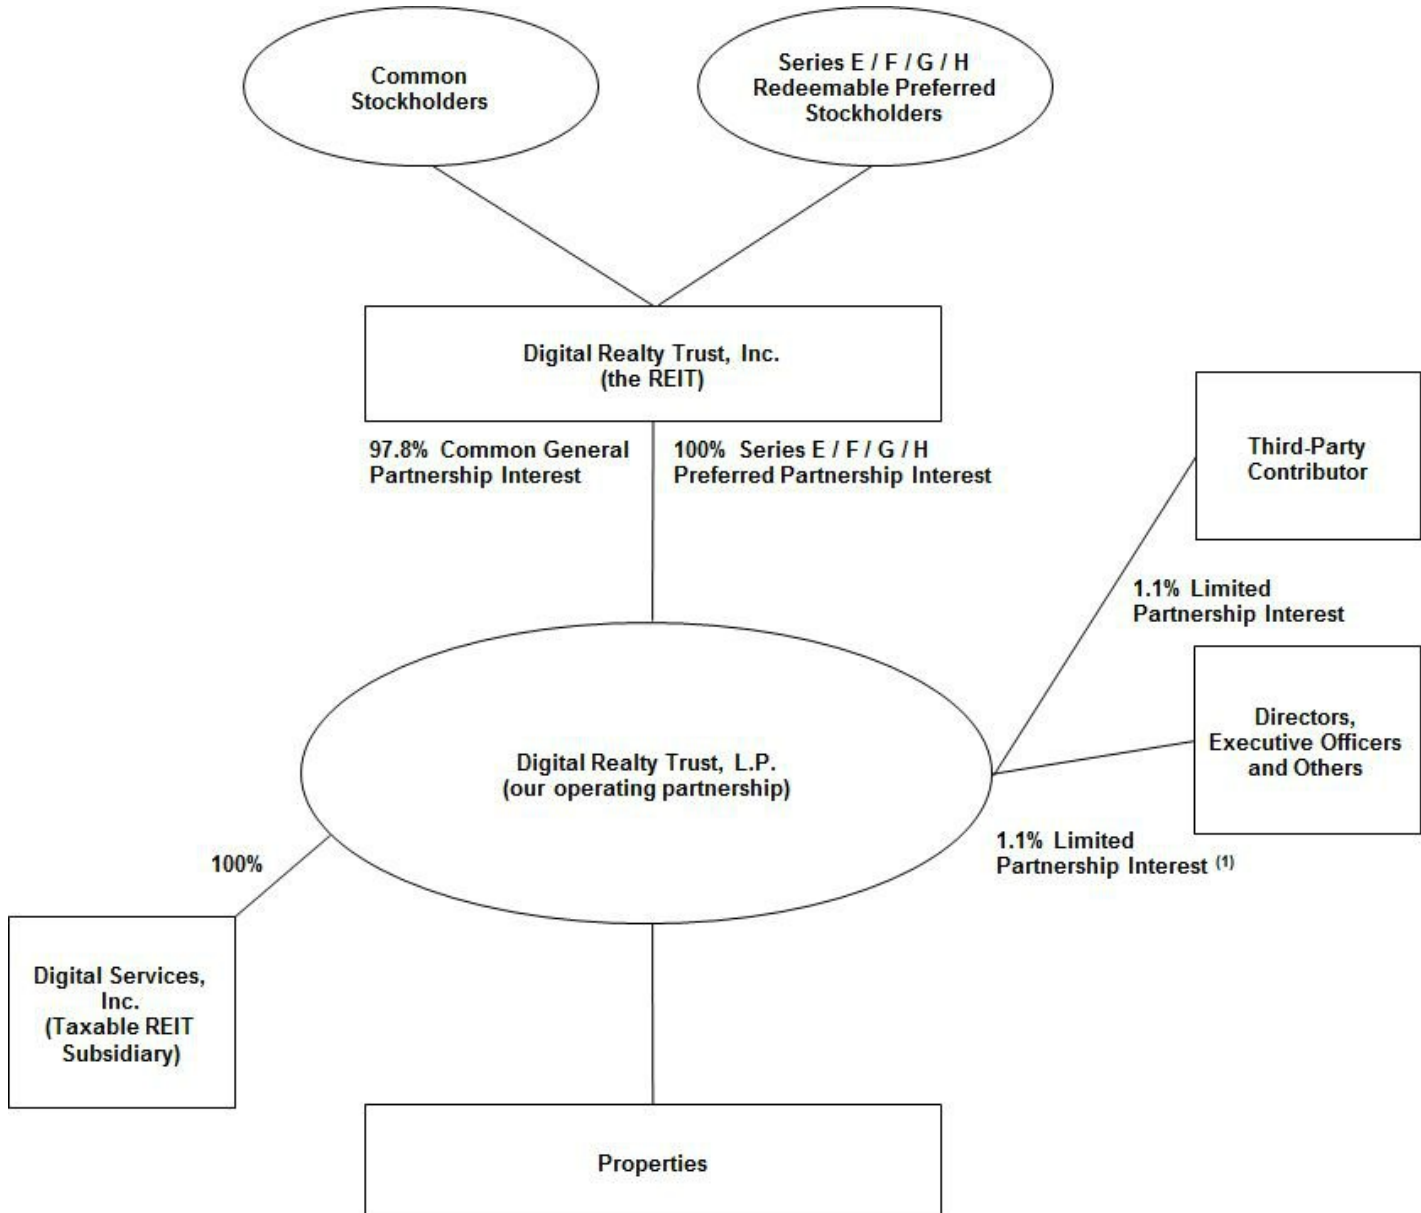 Common
Stockholders
Series E / F / G / H
Redeemable Preferred
Stockholders
Digital Realty Trust, Inc.
(the REIT)
97.8% Common General
Partnership Interest
100% Series E / F / G / H
Preferred Partnership Interest
Third-Party
Contributor
1.1% Limited
Partnership Interest
Directors,
Executive Officers
and Others
Digital Realty Trust, L.P.
(our operating partnership)
1.1% Limited
Partnership Interest (1)
100%
Digital Services,
Inc.
(Taxable REIT
Subsidiary)
Properties